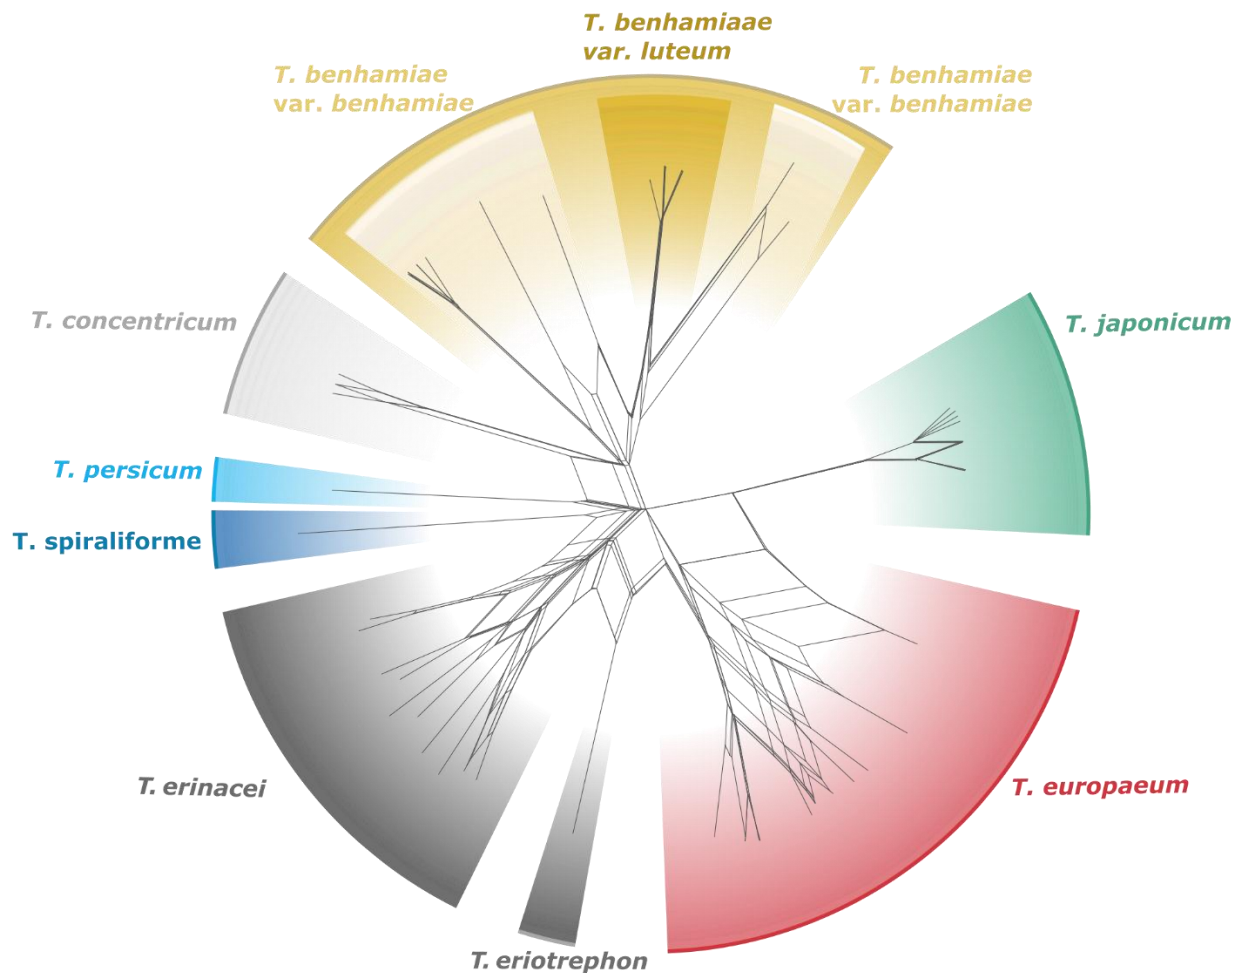 T. benhamiaae
var. luteum
T. benhamiae
var. benhamiae
T. benhamiae
var. benhamiae
T. concentricum
T. japonicum
T. persicum
T. spiraliforme
T. erinacei
T. europaeum
T. eriotrephon